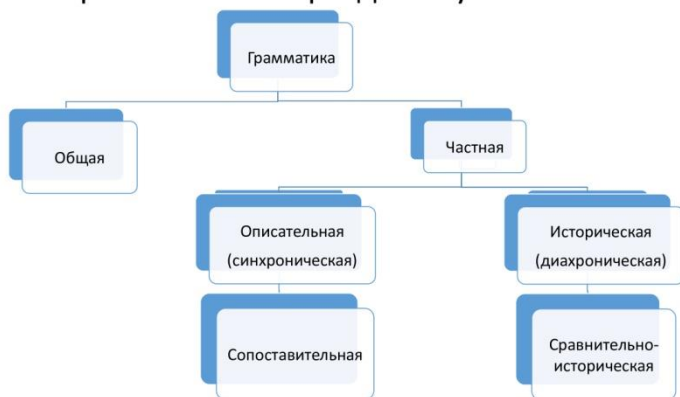 Грамматика
Общая
Частная
Описательная
(синхроническая)
Историческая
(диахроническая)
Сопоставительная
Сравнительно-
историческая